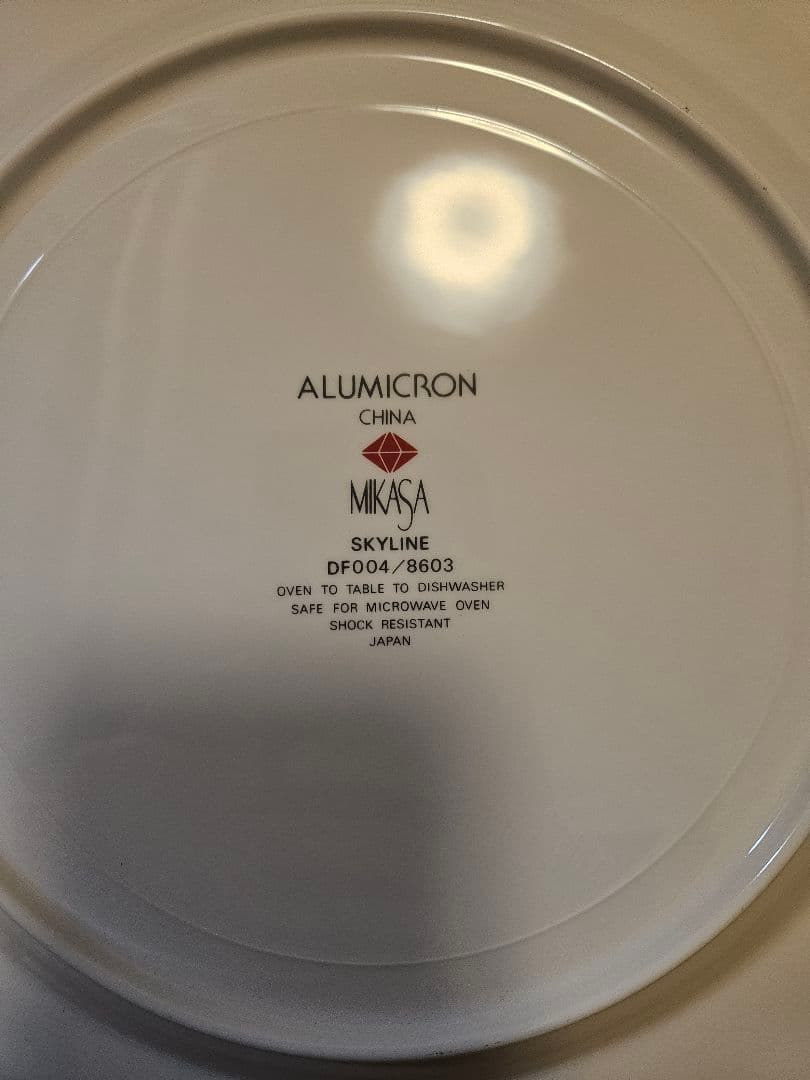 ALUMICRON
CHINA
MIKASA
SKYLINE
DF004/8603
OVEN TO TABLE TO DISHWASHER
SAFE FOR MICROWAVE OVEN
SHOCK RESISTANT
JAPAN